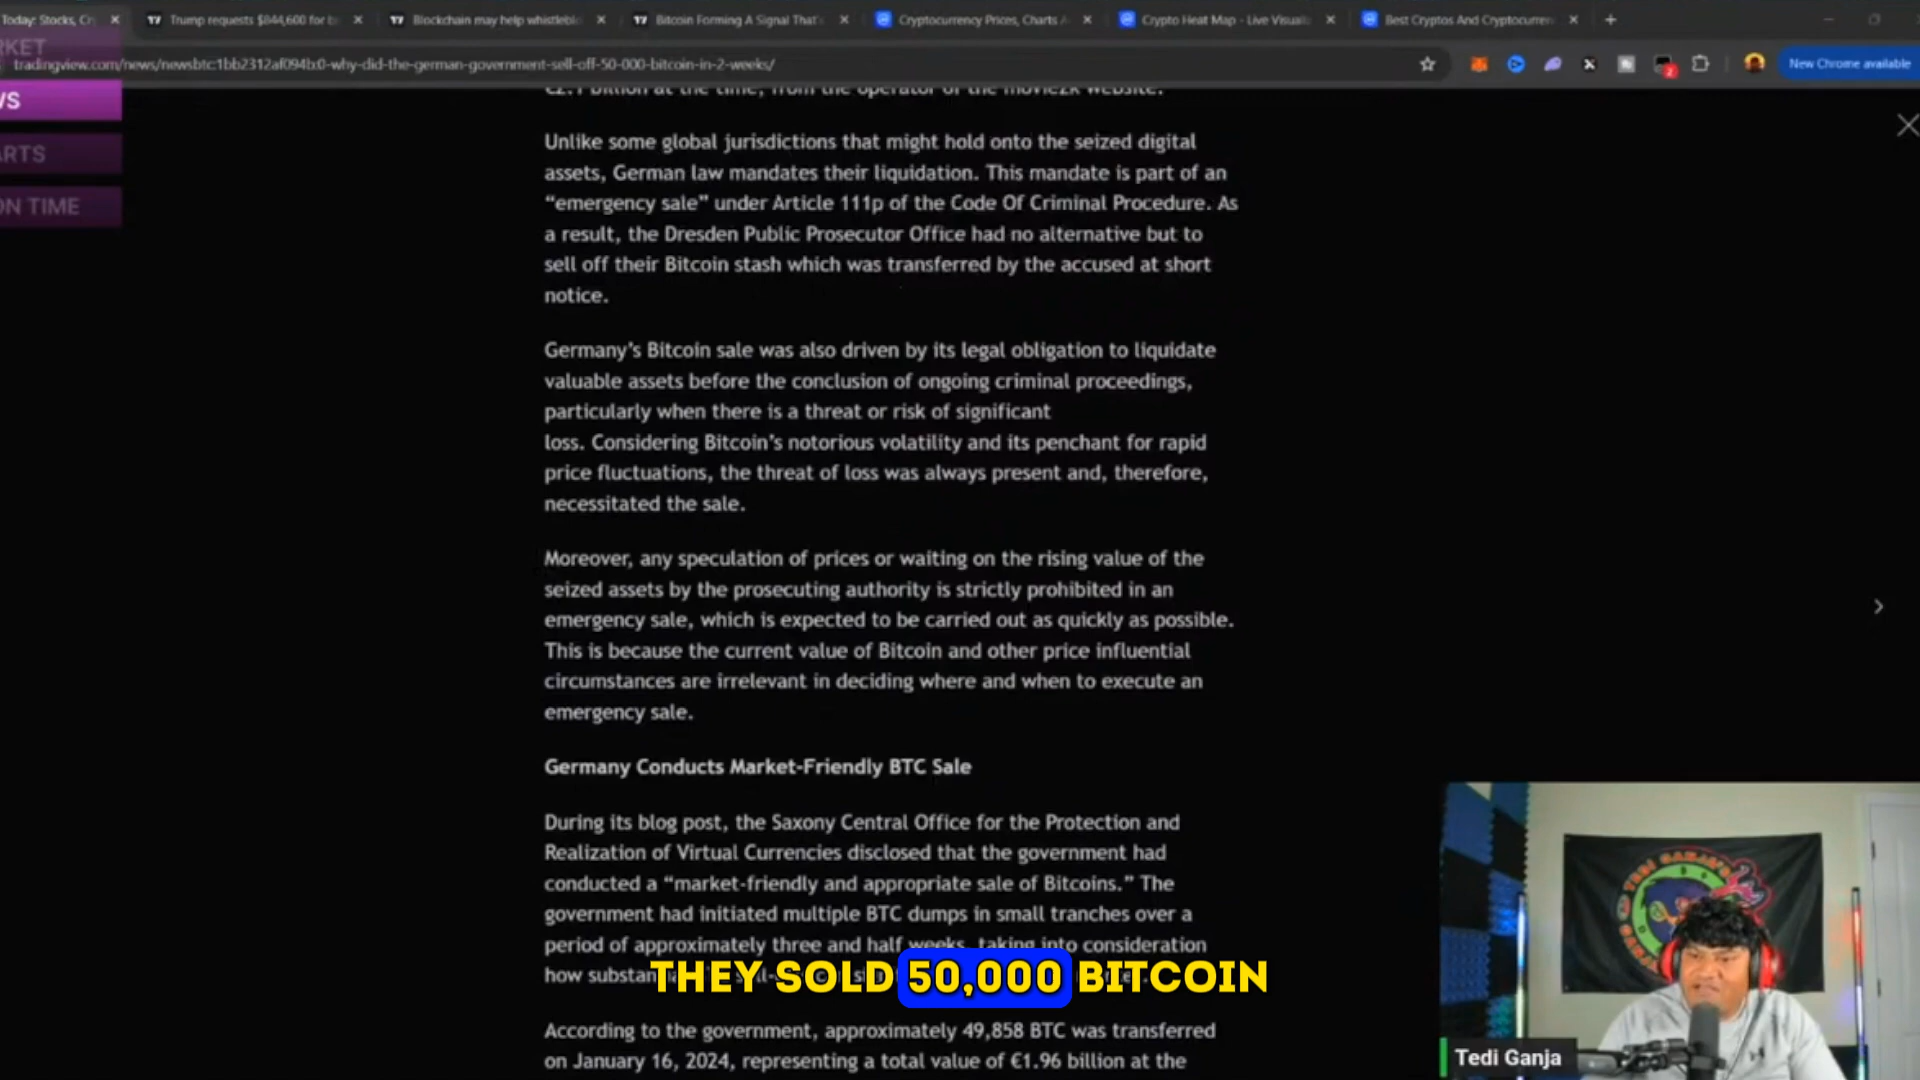 Today: Stocks, Cr
Trump requests $844,600 for b
Blockchain may help whistlebl
Bitcoin Forming A Signal That'
Cryptocurrency Prices, Charts A
Crypto Heat Map - Live Visuali
Best Cryptos And Cryptocurren
RKET
tradingview.com/news/newsbtc:1bb2312af094b:0-why-did-the-german-government-sell-off-50-000-bitcoin-in-2-weeks/
2
New Chrome available
WS
ARTS
ON TIME
€2.1 billion at the time, from the operator of the movie2k website.
Unlike some global jurisdictions that might hold onto the seized digital
assets, German law mandates their liquidation. This mandate is part of an
“emergency sale” under Article 111p of the Code Of Criminal Procedure. As
a result, the Dresden Public Prosecutor Office had no alternative but to
sell off their Bitcoin stash which was transferred by the accused at short
notice.
Germany’s Bitcoin sale was also driven by its legal obligation to liquidate
valuable assets before the conclusion of ongoing criminal proceedings,
particularly when there is a threat or risk of significant
loss. Considering Bitcoin’s notorious volatility and its penchant for rapid
price fluctuations, the threat of loss was always present and, therefore,
necessitated the sale.
Moreover, any speculation of prices or waiting on the rising value of the
seized assets by the prosecuting authority is strictly prohibited in an
emergency sale, which is expected to be carried out as quickly as possible.
This is because the current value of Bitcoin and other price influential
circumstances are irrelevant in deciding where and when to execute an
emergency sale.
Germany Conducts Market-Friendly BTC Sale
During its blog post, the Saxony Central Office for the Protection and
Realization of Virtual Currencies disclosed that the government had
conducted a “market-friendly and appropriate sale of Bitcoins.” The
government had initiated multiple BTC dumps in small tranches over a
period of approximately three and half weeks, taking into consideration
how
THEY SOLD 50,000 BITCOIN
According to the government, approximately 49,858 BTC was transferred
on January 16, 2024, representing a total value of €1.96 billion at the
Tedi Ganja